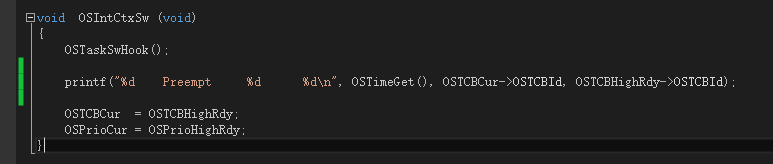 void  OSIntCtxSw (void)
{
    OSTaskSwHook();
    printf("%d    Preempt     %d      %d\n", OSTimeGet(), OSTCBCur->OSTCBId, OSTCBHighRdy->OSTCBId);
    OSTCBCur  = OSTCBHighRdy;
    OSPrioCur = OSPrioHighRdy;
}